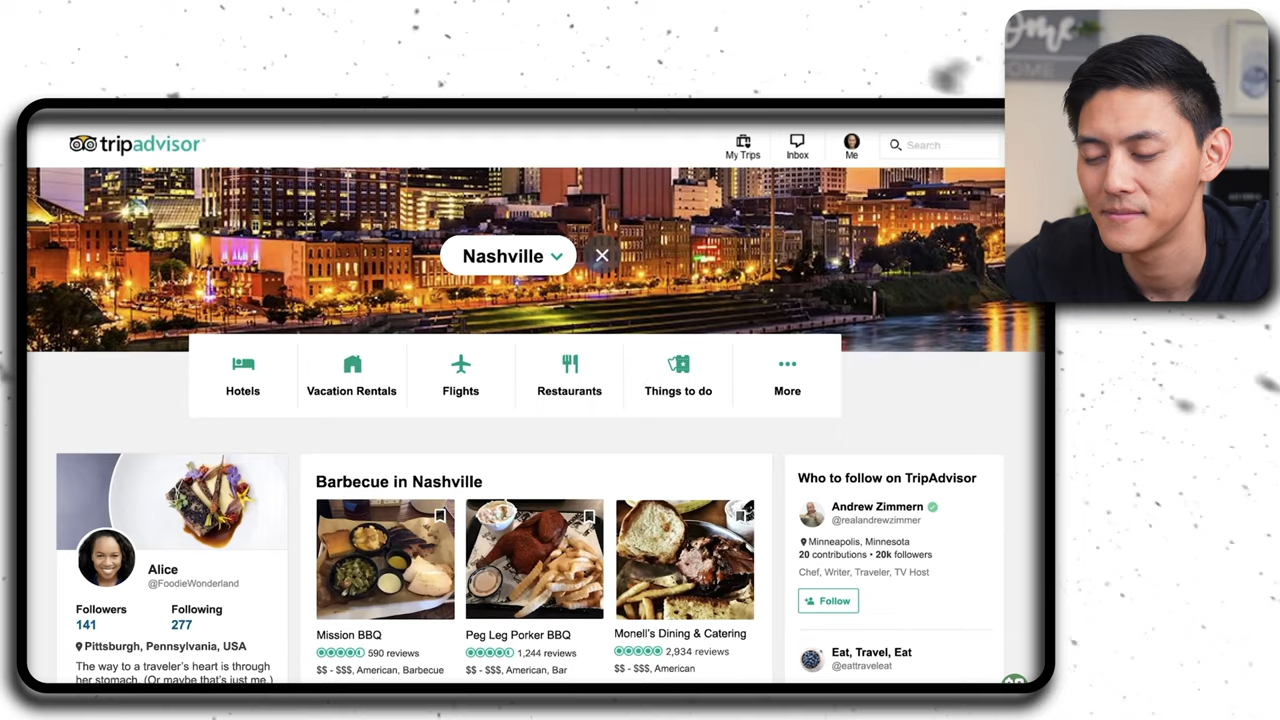 ome
HOME
tripadvisor
My Trips
Inbox
Me
Search
Nashville
Hotels
Vacation Rentals
Flights
Restaurants
Things to do
More
Alice
@FoodieWonderland
Followers
Following
141
277
Pittsburgh, Pennsylvania, USA
The way to a traveler's heart is through
her stomach. (Or maybe that's just me.)
Barbecue in Nashville
Mission BBQ
590 reviews
$$ - $$$, American, Barbecue
Peg Leg Porker BBQ
1,244 reviews
$$ - $$$, American, Bar
Monell's Dining & Catering
2,934 reviews
$$ - $$$, American
Who to follow on TripAdvisor
Andrew Zimmern
@realandrewzimmer
Minneapolis, Minnesota
20 contributions • 20k followers
Chef, Writer, Traveler, TV Host
Follow
Eat, Travel, Eat
@eattraveleat